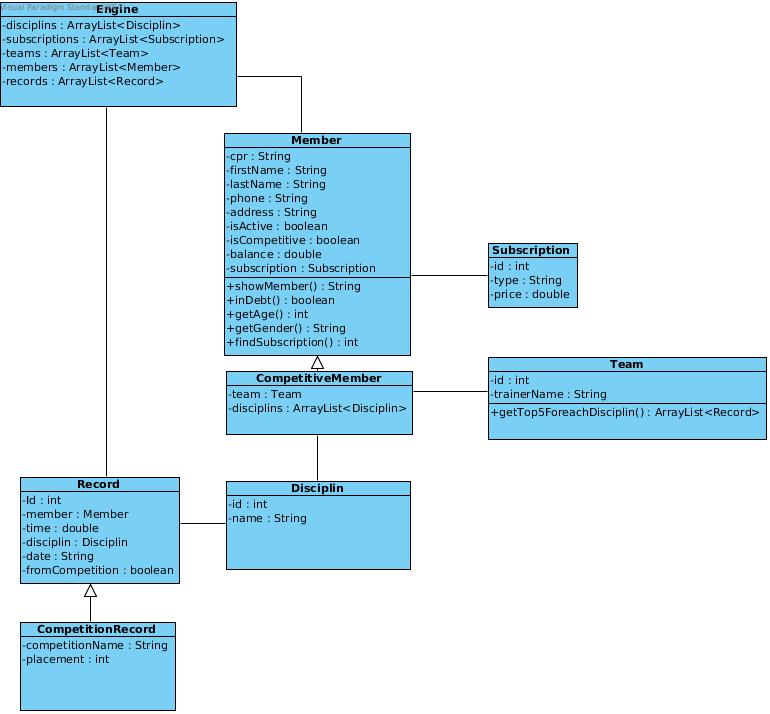 Visual Paradigm Standa
Engine
-disciplins : ArrayList<Disciplin>
-subscriptions : ArrayList<Subscription>
-teams : ArrayList<Team>
-members : ArrayList<Member>
-records : ArrayList<Record>
Member
-cpr : String
-firstName : String
-lastName : String
-phone : String
-address : String
-isActive : boolean
-isCompetitive : boolean
-balance : double
-subscription : Subscription
+showMember() : String
+inDebt() : boolean
+getAge() : int
+getGender() : String
+findSubscription() : int
Subscription
-id : int
-type : String
-price : double
CompetitiveMember
-team : Team
-disciplins : ArrayList<Disciplin>
Team
-id : int
-trainerName : String
+getTop5ForeachDisciplin() : ArrayList<Record>
Record
-Id : int
-member : Member
-time : double
-disciplin : Disciplin
-date : String
-fromCompetition : boolean
Disciplin
-id : int
-name : String
CompetitionRecord
-competitionName : String
-placement : int